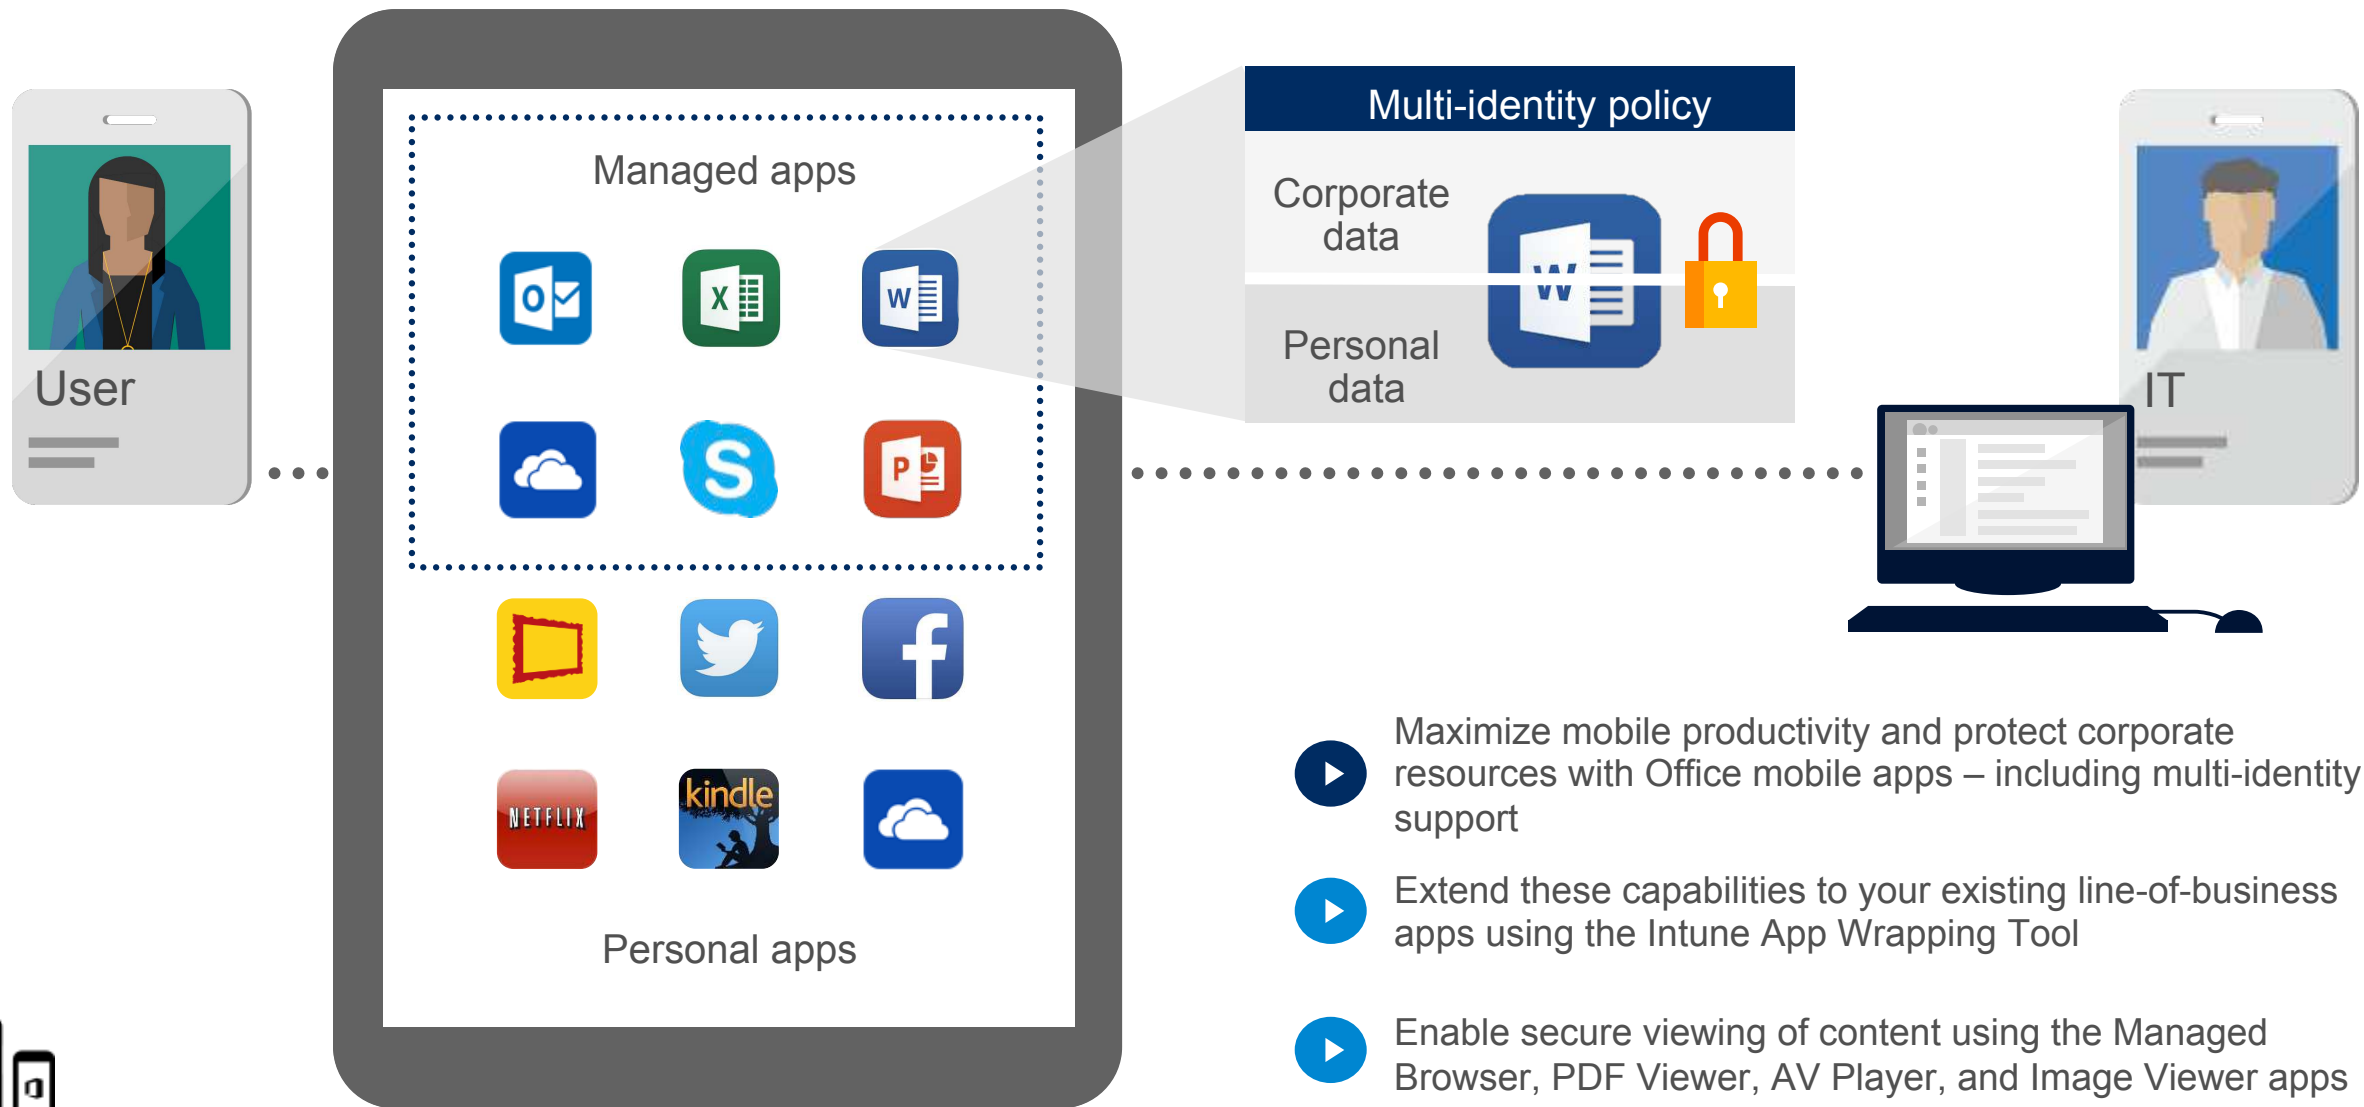 Multi-identity policy
Managed apps
Corporate
data
Personal
data
User
IT
O
X
W
W
S
P
f
NETFLIX
kindle
Personal apps
Maximize mobile productivity and protect corporate
resources with Office mobile apps – including multi-identity
support
Extend these capabilities to your existing line-of-business
apps using the Intune App Wrapping Tool
Enable secure viewing of content using the Managed
Browser, PDF Viewer, AV Player, and Image Viewer apps